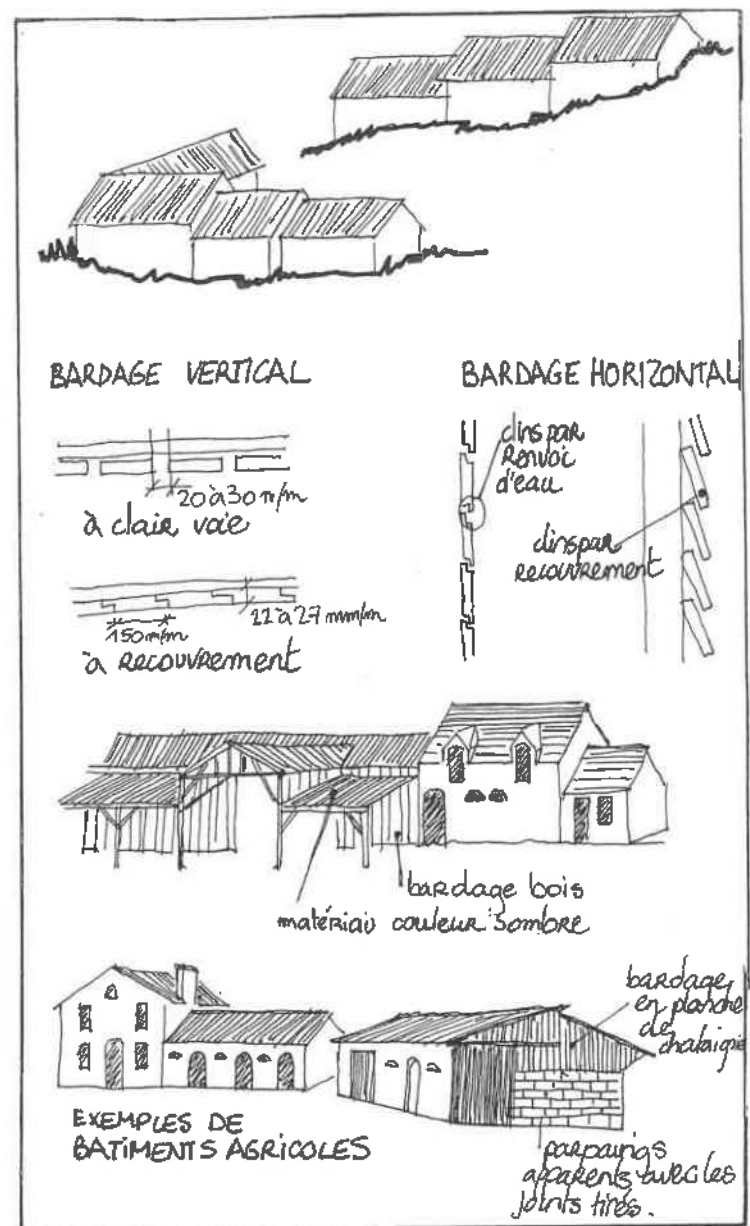 BARDAGE VERTICAL
20 à 30 m/m
à clair voie
150 m/m
22 à 27 mm/m
à recouvrement
BARDAGE HORIZONTAL
clins par
Renvoi
d'eau
clins par
recouvrement
bardage bois
matériau couleur sombre
bardage
en planche
de
chataignier
EXEMPLES DE
BATIMENTS AGRICOLES
parpaings
apparents avec les
joints tirés.